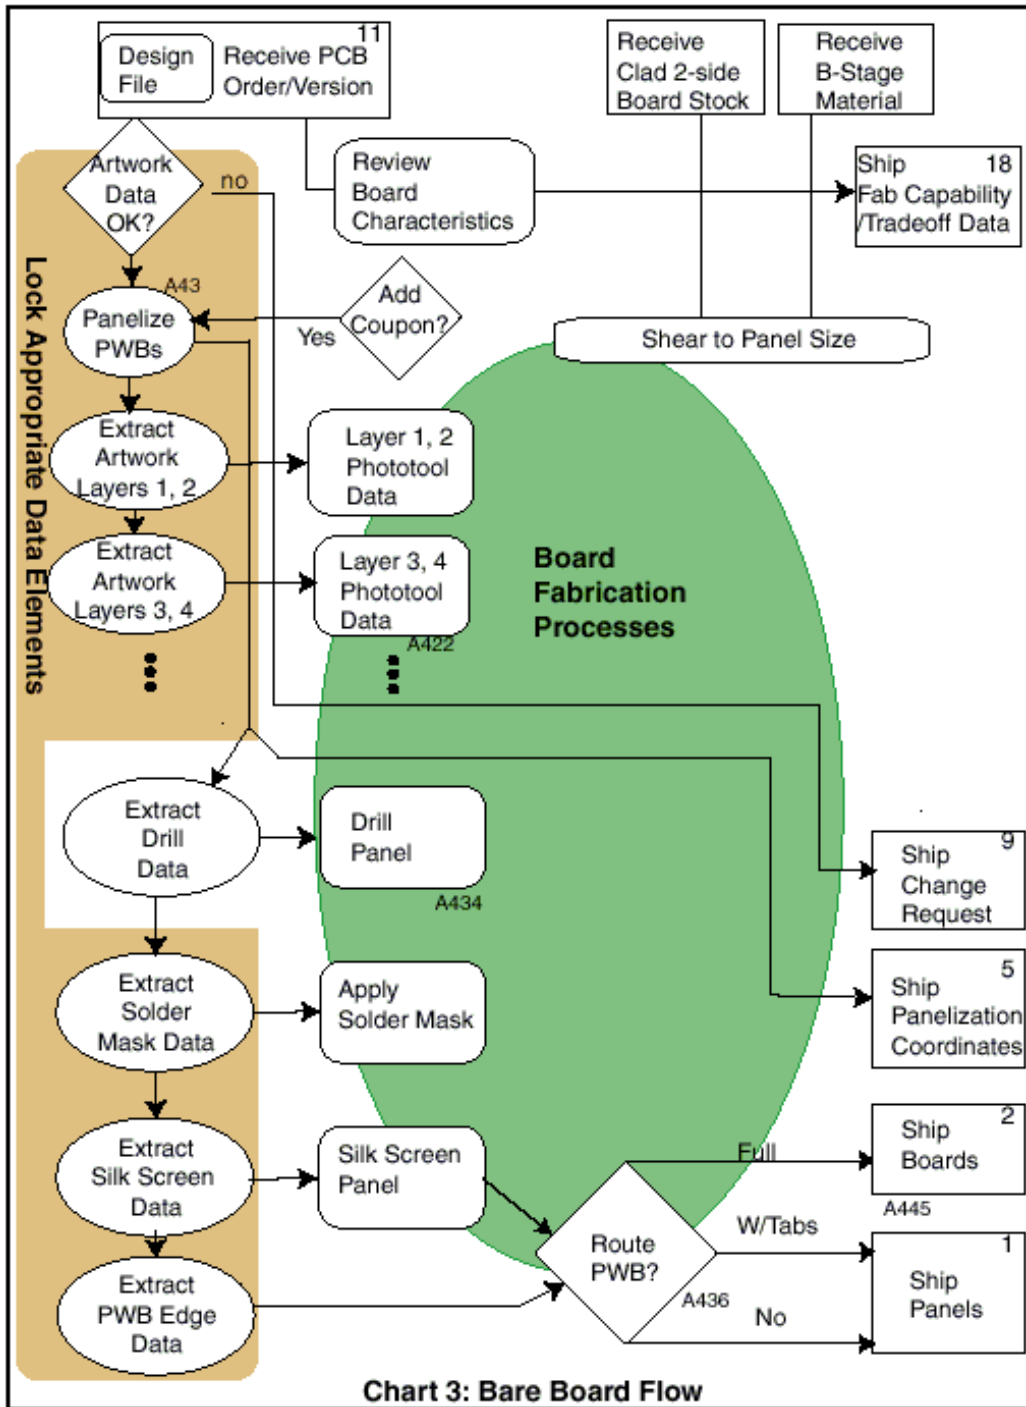 11
Design
File
Receive PCB
Order/Version
Receive
Clad 2-side
Board Stock
Receive
B-Stage
Material
Artwork
Data
OK?
no
Review
Board
Characteristics
18
Ship
Fab Capability
/Tradeoff Data
Lock Appropriate Data Elements
A43
Panelize
PWBs
Yes
Add
Coupon?
Shear to Panel Size
Extract
Artwork
Layers 1, 2
Layer 1, 2
Phototool
Data
Extract
Artwork
Layers 3, 4
Layer 3, 4
Phototool
Data
A422
Board
Fabrication
Processes
Extract
Drill
Data
Drill
Panel
A434
9
Ship
Change
Request
Extract
Solder
Mask Data
Apply
Solder Mask
5
Ship
Panelization
Coordinates
Extract
Silk Screen
Data
Silk Screen
Panel
Full
2
Ship
Boards
A445
Extract
PWB Edge
Data
Route
PWB?
A436
W/Tabs
No
1
Ship
Panels
Chart 3: Bare Board Flow